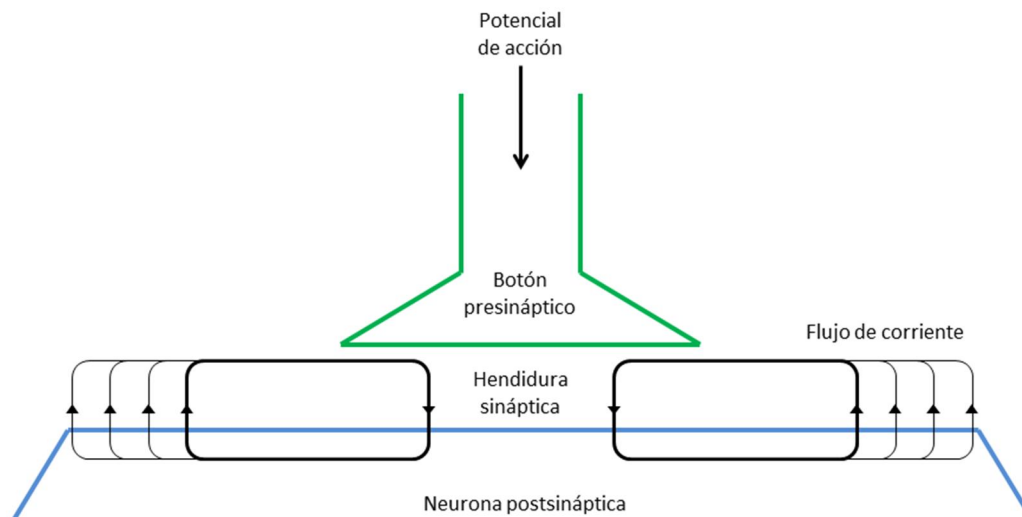 Potencial
de acción
Botón
presináptico
Flujo de corriente
Hendidura
sináptica
Neurona postsináptica